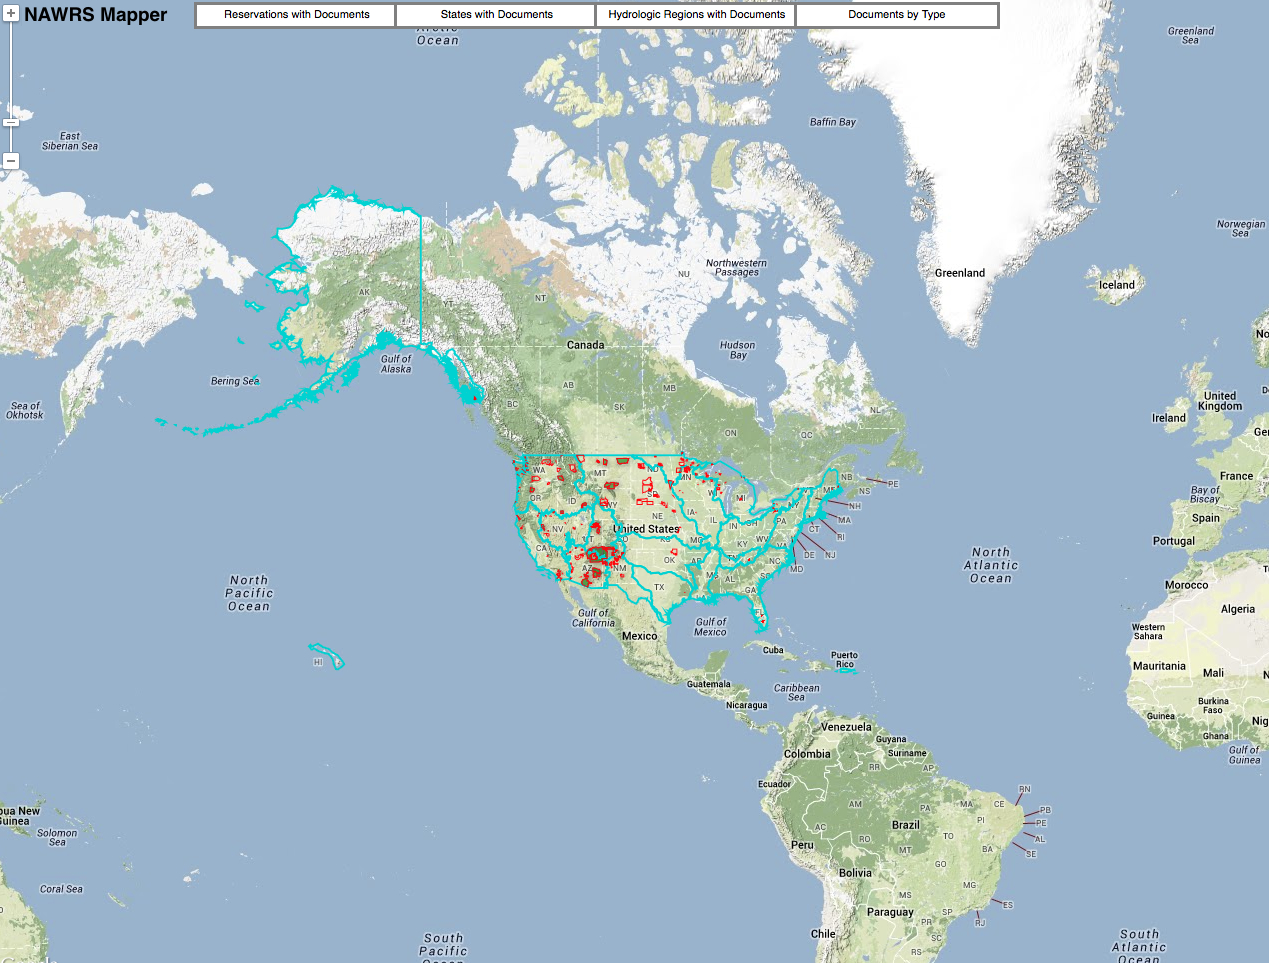 NAWRS Mapper
Reservations with Documents
States with Documents
Hydrologic Regions with Documents
Documents by Type
Arctic
Ocean
Greenland
Sea
Baffin Bay
East
Siberian Sea
Norwegian
Sea
Northwestern
Passages
NU
Greenland
Iceland
AK
YT
NT
Canada
Hudson
Bay
Gulf of
Alaska
Bering Sea
Sea of
Okhotsk
BC
AB
SK
MB
ON
QC
NL
No
United
Kingdom
Ireland
Ger
France
Bay of
Biscay
Spain
Portugal
NB
PE
NS
NH
MA
RI
CT
NJ
DE
MD
WA
MT
ND
MN
OR
ID
WY
SD
WI
MI
NY
ME
NE
IA
IL
IN
OH
PA
NV
UT
CO
United States
KS
MO
KY
WV
VA
CA
AZ
NM
OK
AR
TN
NC
SC
TX
MS
AL
GA
FL
North
Pacific
Ocean
North
Atlantic
Ocean
Gulf of
California
Mexico
Gulf of
Mexico
Cuba
Puerto
Rico
HI
Guatemala
Caribbean
Sea
Nicaragua
Morocco
Algeria
Western
Sahara
Mauritania
Mali
Burkina
Faso
Guinea
Ghana
Nig
Gulf of
Guinea
Venezuela
Guyana
Suriname
Colombia
Ecuador
RR
AP
AM
PA
MA
CE
RN
PB
PE
AL
SE
PI
TO
BA
AC
RO
Brazil
MT
GO
Peru
Bolivia
MG
MS
ES
Paraguay
SP
RJ
PR
SC
RS
Chile
pua New
Guinea
Solomon
Sea
Coral Sea
South
Pacific
Ocean
South
Atlantic
Ocean